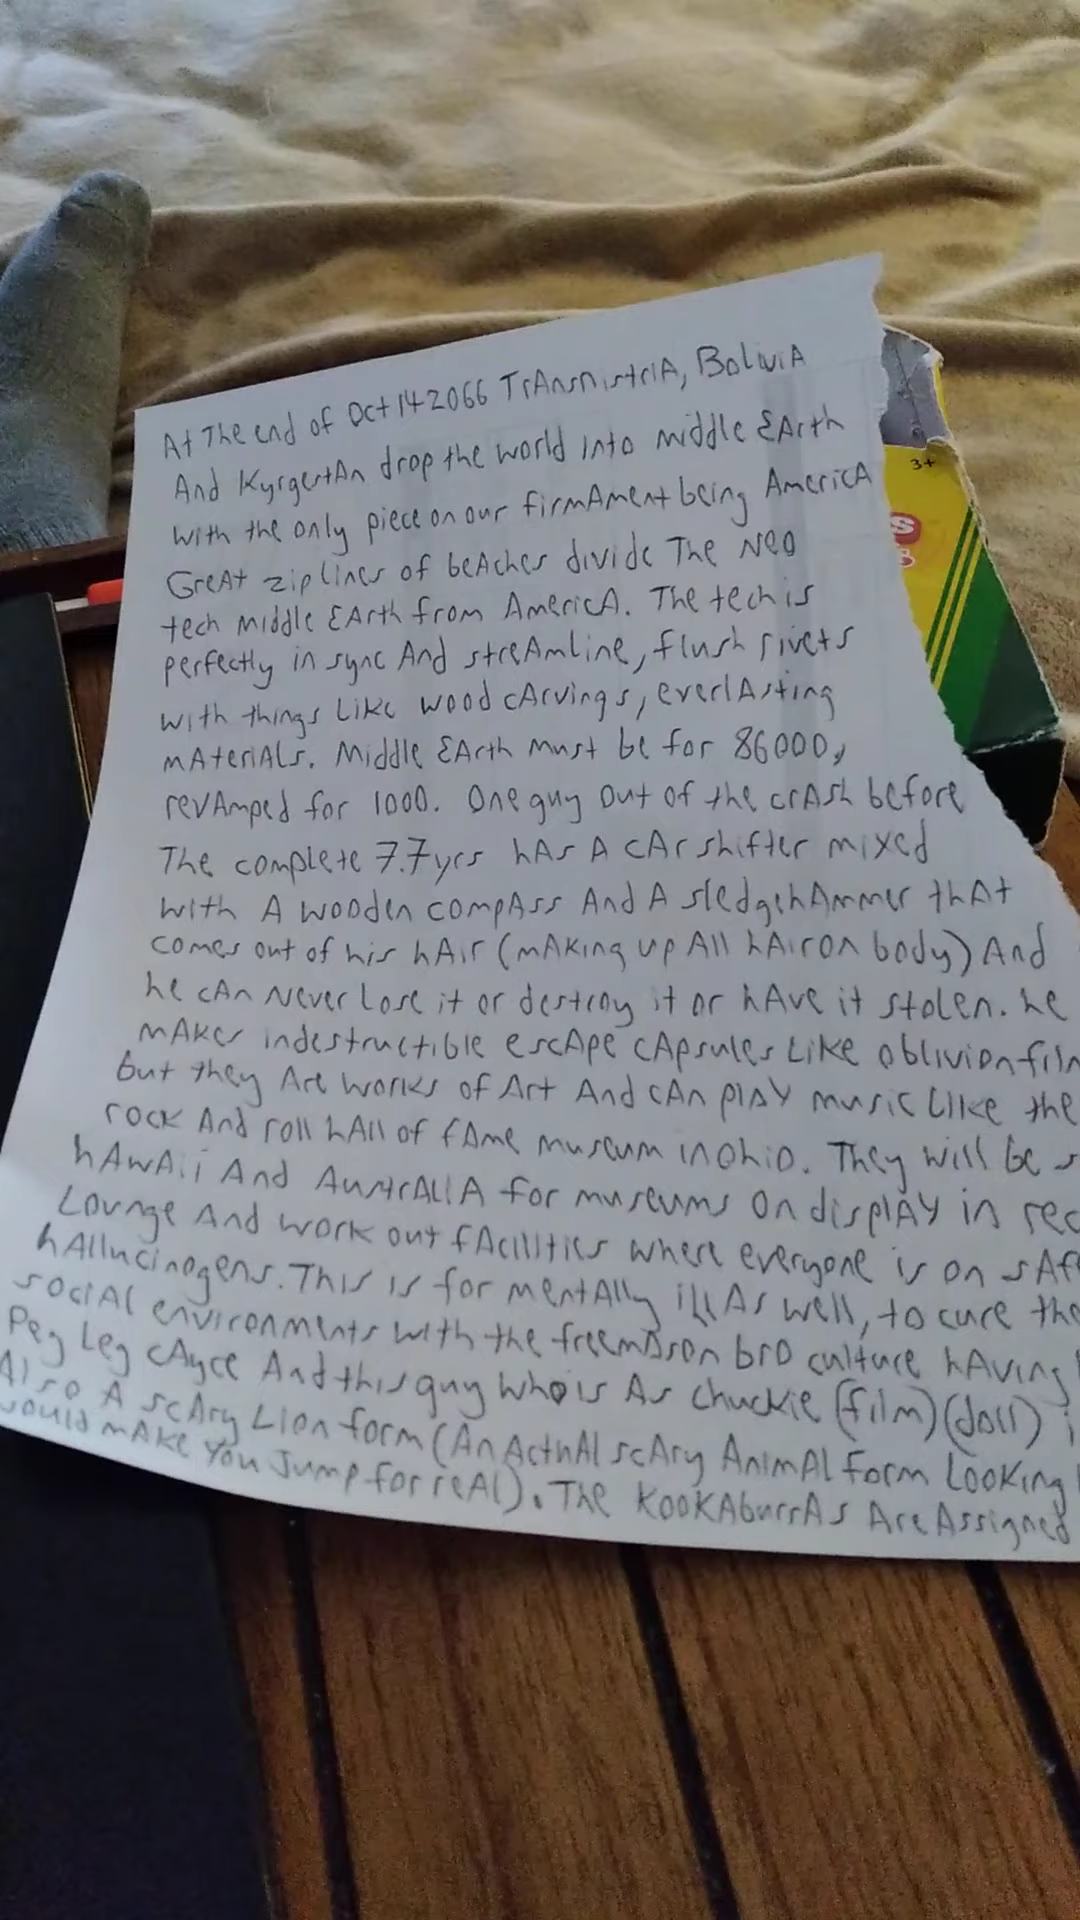 At The end of Oct 14 2066 TrAnsnistriA, BoliviA
And KyrgestAn drop the world into middle EArth
with the only piece on our firmAment being AmericA
GreAt zip lines of beAches divide The Neo
tech middle EArth from AmericA. The tech is
perfectly in sync And streAmline, flush rivets
with things Like wood cArvings, everlAsting
mAteriALs. Middle EArth must be for 86000,
revAmped for 1000. One guy Out of the crAsh before
The complete 7.7yrs hAs A cAr shifter mixed
with A wooden compAss And A sledgehAmmer thAt
comes out of his hAir (mAking up All hAir on body) And
he cAn Never Lose it or destroy it or hAve it stolen. he
mAkes indestructible escApe cApsules Like oblivion film
but they Are works of Art And cAn plAy music Llke the
rock And roll hAll of fAme museum in Ohio. They will be
hAwAii And AustrALIA for museums On displAy in rec
Lounge And work out fAcilities where everyone is on
hAllucinogens. This is for mentAlly iLL As well, to cure the
sociAl environments with the freemAson bro culture hAving
Peg Leg cAyce And this guy who is As chuckie (film) (doll)
Also A scAry Lion form (An ActuAl scAry AnimAl form Looking
would mAke You Jump for reAl). The KookAburrAs Are Assigned
3+